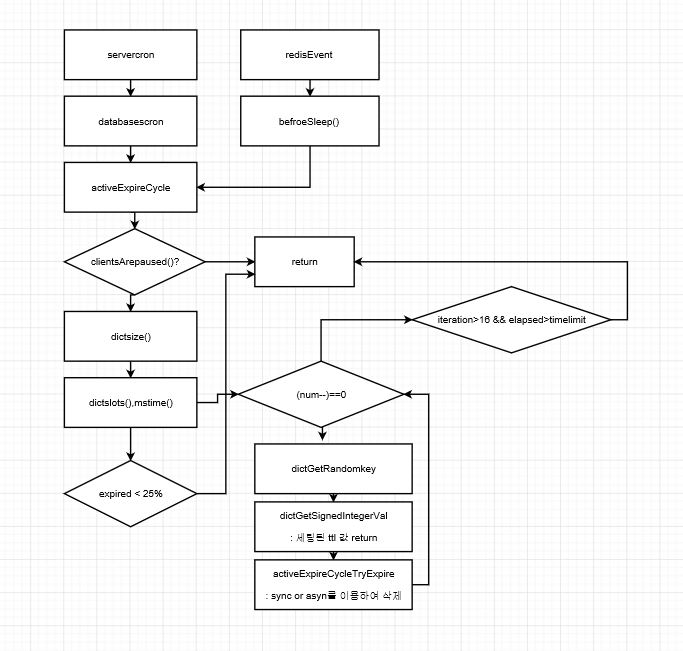 servercron
redisEvent
databasescron
befroeSleep()
activeExpireCycle
clientsArepaused()?
return
dictsize()
iteration>16 && elapsed>timelimit
dictslots(),mstime()
(num--)==0
dictGetRandomkey
expired < 25%
dictGetSignedIntegerVal
: 세팅된 ttl 값 return
activeExpireCycleTryExpire
: sync or asyn를 이용하여 삭제